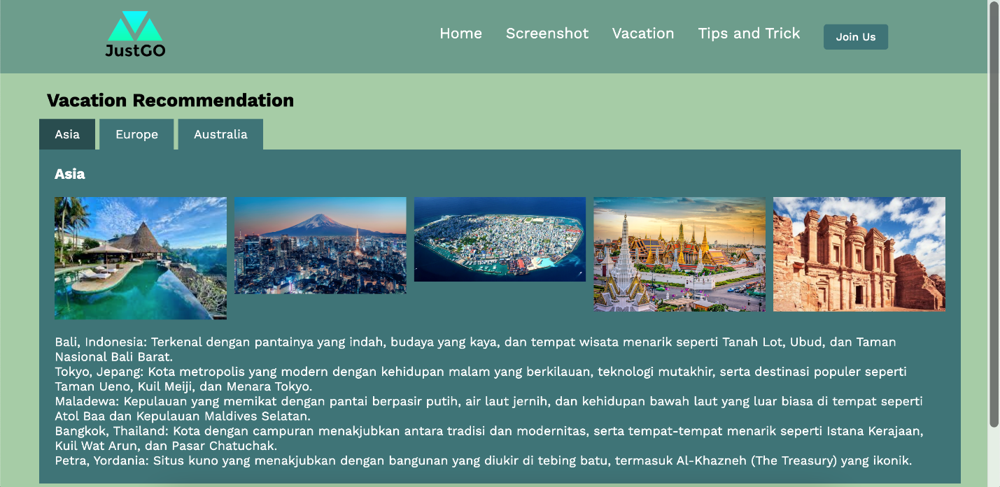 JustGO
Home Screenshot Vacation Tips and Trick Join Us
Vacation Recommendation
Asia Europe Australia
Asia
Bali, Indonesia: Terkenal dengan pantainya yang indah, budaya yang kaya, dan tempat wisata menarik seperti Tanah Lot, Ubud, dan Taman
Nasional Bali Barat.
Tokyo, Jepang: Kota metropolis yang modern dengan kehidupan malam yang berkilauan, teknologi mutakhir, serta destinasi populer seperti
Taman Ueno, Kuil Meiji, dan Menara Tokyo.
Maladewa: Kepulauan yang memikat dengan pantai berpasir putih, air laut jernih, dan kehidupan bawah laut yang luar biasa di tempat seperti
Atol Baa dan Kepulauan Maldives Selatan.
Bangkok, Thailand: Kota dengan campuran menakjubkan antara tradisi dan modernitas, serta tempat-tempat menarik seperti Istana Kerajaan,
Kuil Wat Arun, dan Pasar Chatuchak.
Petra, Yordania: Situs kuno yang menakjubkan dengan bangunan yang diukir di tebing batu, termasuk Al-Khazneh (The Treasury) yang ikonik.